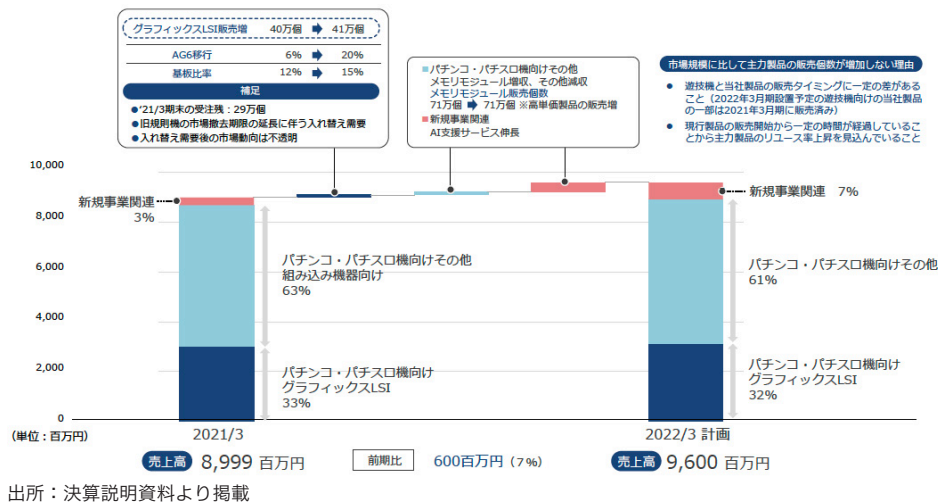 グラフィックスLSI販売増 40万個 41万個
AG6移行 6% 20%
基板比率 12% 15%
補足
●'21/3期末の受注残:29万個
●旧規則機の市場撤去期限の延長に伴う入れ替え需要
●入れ替え需要後の市場動向は不透明
■パチンコ・パチスロ機向けその他
メモリモジュール増収、その他減収
メモリモジュール販売個数
71万個 71万個 ※高単価製品の販売増
■新規事業関連
AI支援サービス伸長
市場規模に比して主力製品の販売個数が増加しない理由
● 遊技機と当社製品の販売タイミングに一定の差がある
こと(2022年3月期設置予定の遊技機向けの当社製品
の一部は2021年3月期に販売済み)
● 現行製品の販売開始から一定の時間が経過しているこ
とから主力製品のリユース率上昇を見込んでいること
10,000
8,000
6,000
4,000
2,000
0
(単位:百万円)
新規事業関連
3%
パチンコ・パチスロ機向けその他
組み込み機器向け
63%
パチンコ・パチスロ機向け
グラフィックスLSI
33%
新規事業関連 7%
パチンコ・パチスロ機向けその他
61%
パチンコ・パチスロ機向け
グラフィックスLSI
32%
2021/3
2022/3 計画
売上高 8,999 百万円
前期比 600百万円(7%)
売上高 9,600 百万円
出所:決算説明資料より掲載